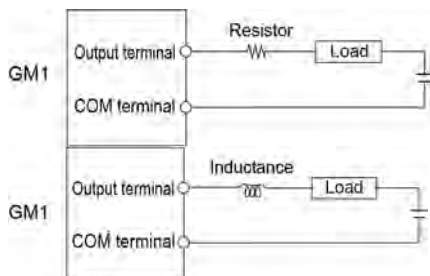 Resistor
Output terminal
Load
GM1
COM terminal
Inductance
Output terminal
Load
GM1
COM terminal